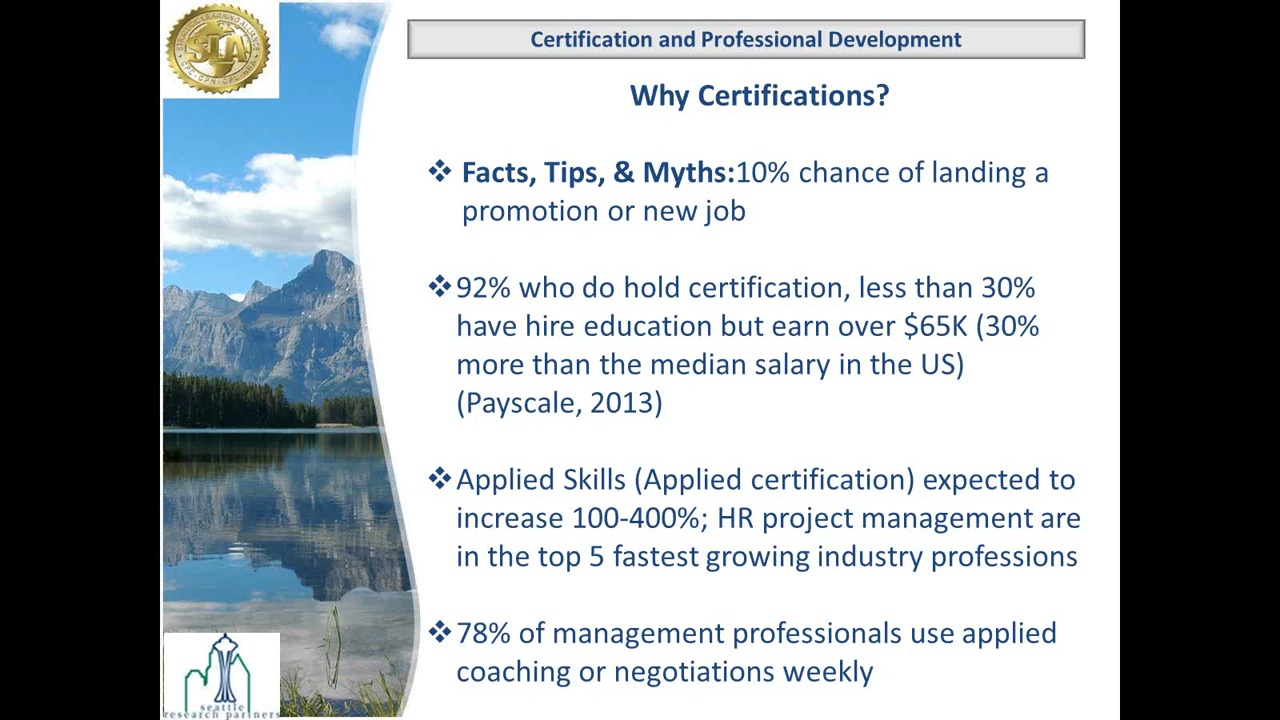 SLA
Certification and Professional Development
Why Certifications?
Facts, Tips, & Myths:10% chance of landing a
promotion or new job
92% who do hold certification, less than 30%
have hire education but earn over $65K (30%
more than the median salary in the US)
(Payscale, 2013)
Applied Skills (Applied certification) expected to
increase 100-400%; HR project management are
in the top 5 fastest growing industry professions
78% of management professionals use applied
coaching or negotiations weekly
seattle
research partners